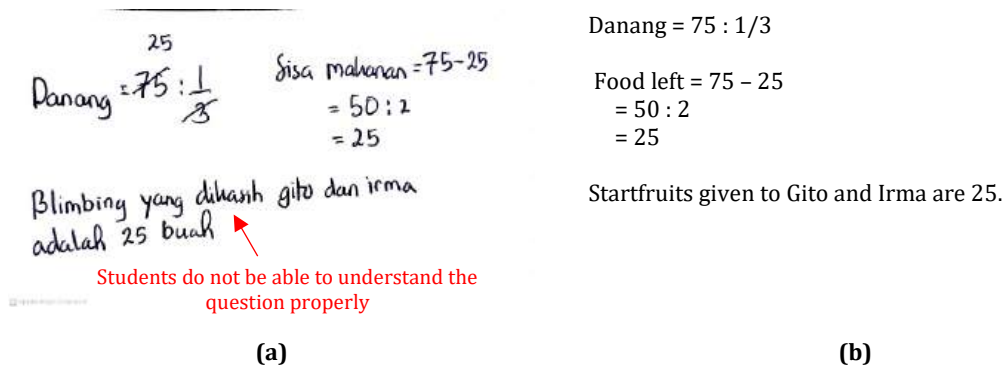 25
Danang = 75 : 1/3
Sisa mahanan = 75-25
= 50 : 2
= 25
Blimbing yang dihasih gito dan irma
adalah 25 buah
Students do not be able to understand the
question properly
(a)
Danang = 75 : 1/3
Food left = 75 – 25
= 50 : 2
= 25
Startfruits given to Gito and Irma are 25.
(b)